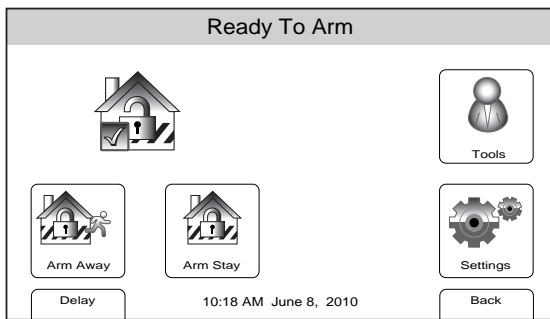 Ready To Arm
Tools
Arm Away
Arm Stay
Settings
Delay
10:18 AM June 8, 2010
Back